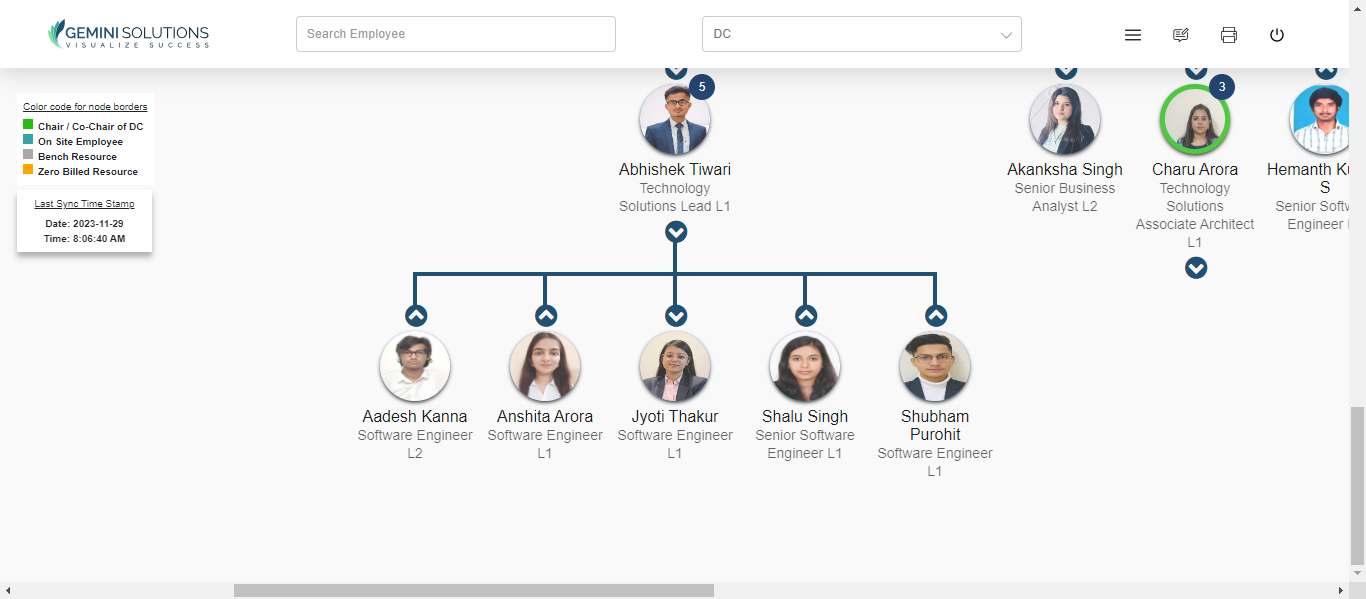 GEMINI SOLUTIONS
VISUALIZE SUCCESS
Search Employee
DC
Color code for node borders
Chair / Co-Chair of DC
On Site Employee
Bench Resource
Zero Billed Resource
Last Sync Time Stamp
Date: 2023-11-29
Time: 8:06:40 AM
5
Abhishek Tiwari
Technology
Solutions Lead L1
Akanksha Singh
Senior Business
Analyst L2
3
Charu Arora
Technology
Solutions
Associate Architect
L1
Hemanth
S
Senior
Engineer
Aadesh Kanna
Software Engineer
L2
Anshita Arora
Software Engineer
L1
Jyoti Thakur
Software Engineer
L1
Shalu Singh
Senior Software
Engineer L1
Shubham
Purohit
Software Engineer
L1